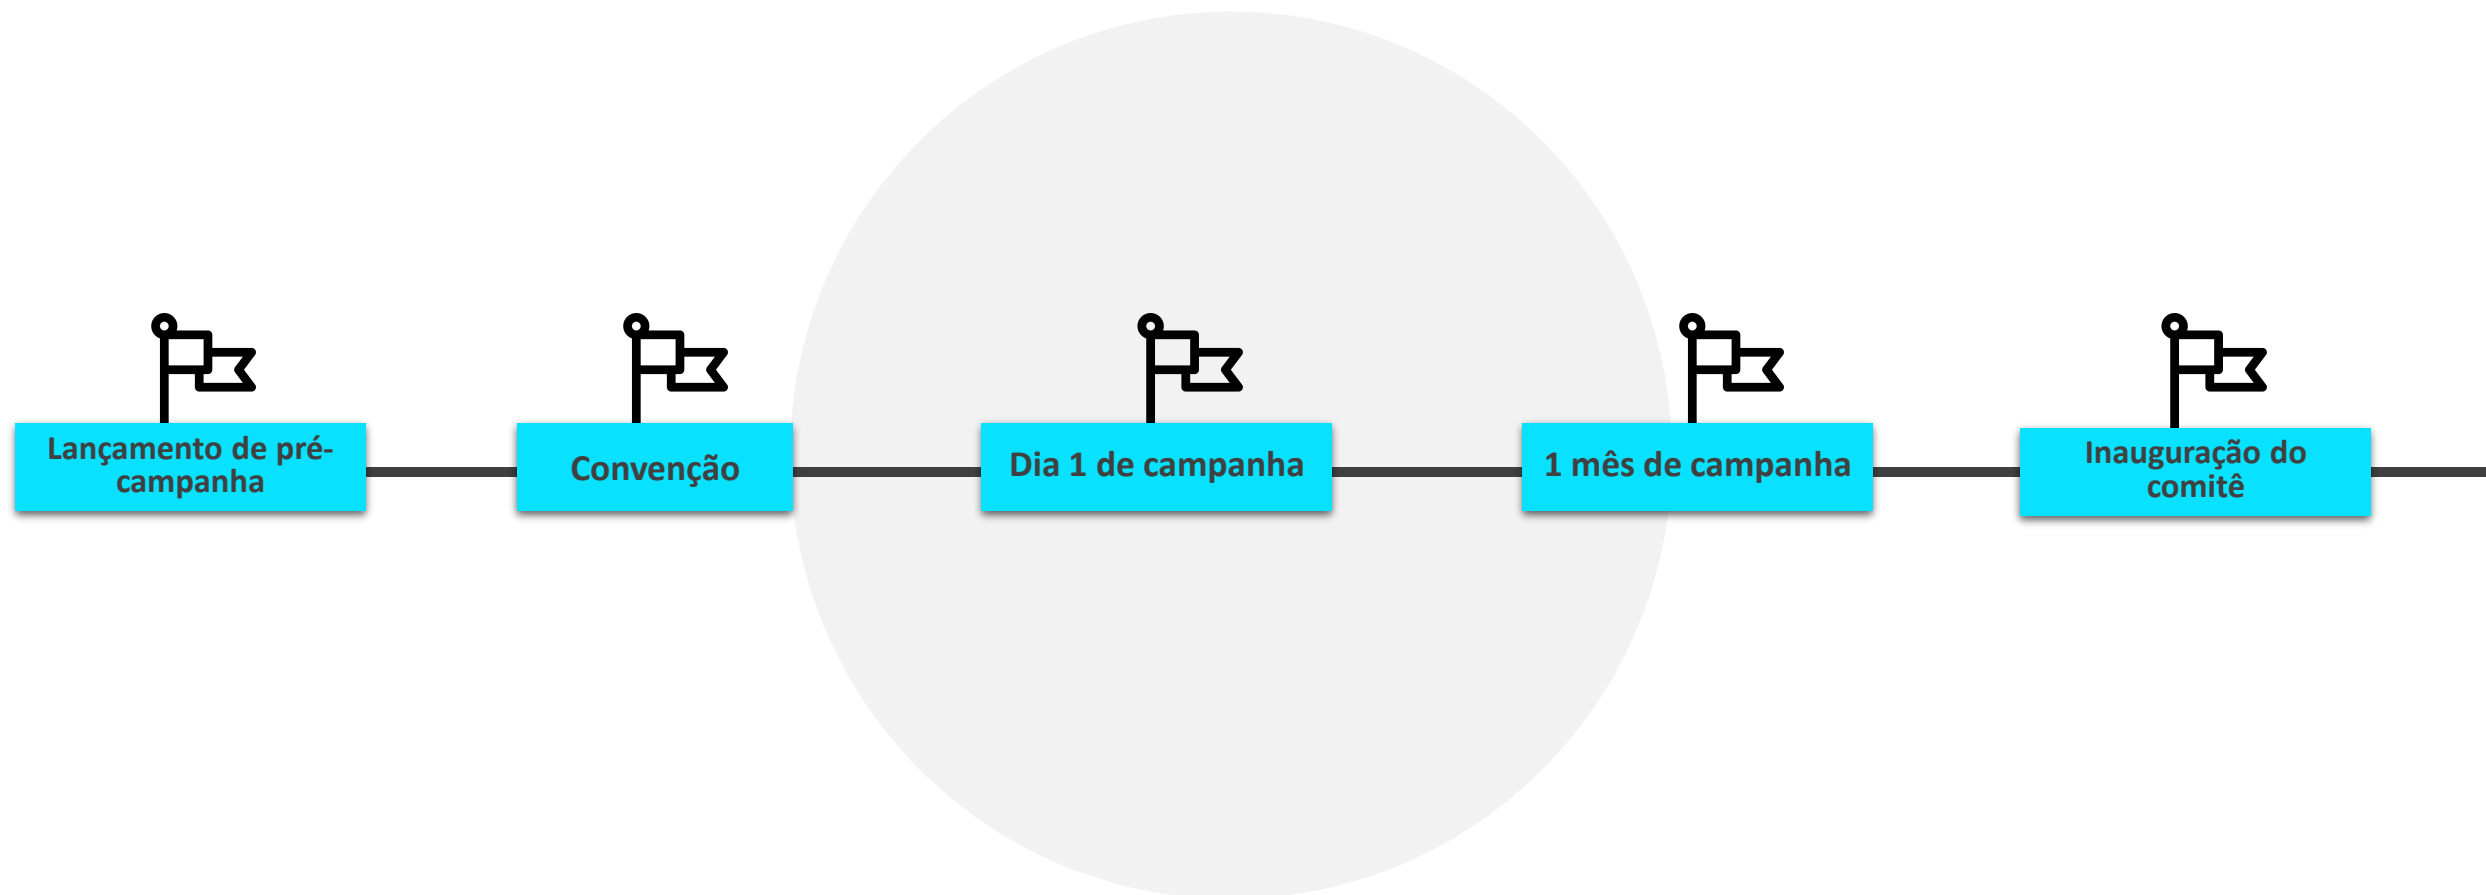 Lançamento de pré-
campanha
Convenção
Dia 1 de campanha
1 mês de campanha
Inauguração do
comitê